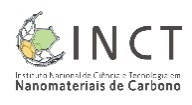 INCT
Instituto Nacional de Ciência e Tecnologia em
Nanomateriais de Carbono